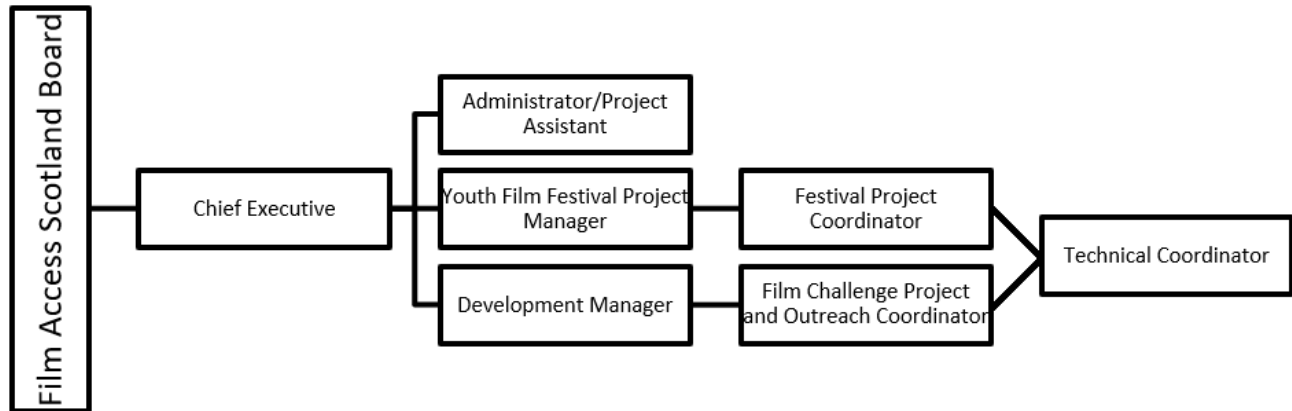 Film Access Scotland Board
Chief Executive
Administrator/Project
Assistant
Youth Film Festival Project
Manager
Development Manager
Festival Project
Coordinator
Film Challenge Project
and Outreach Coordinator
Technical Coordinator